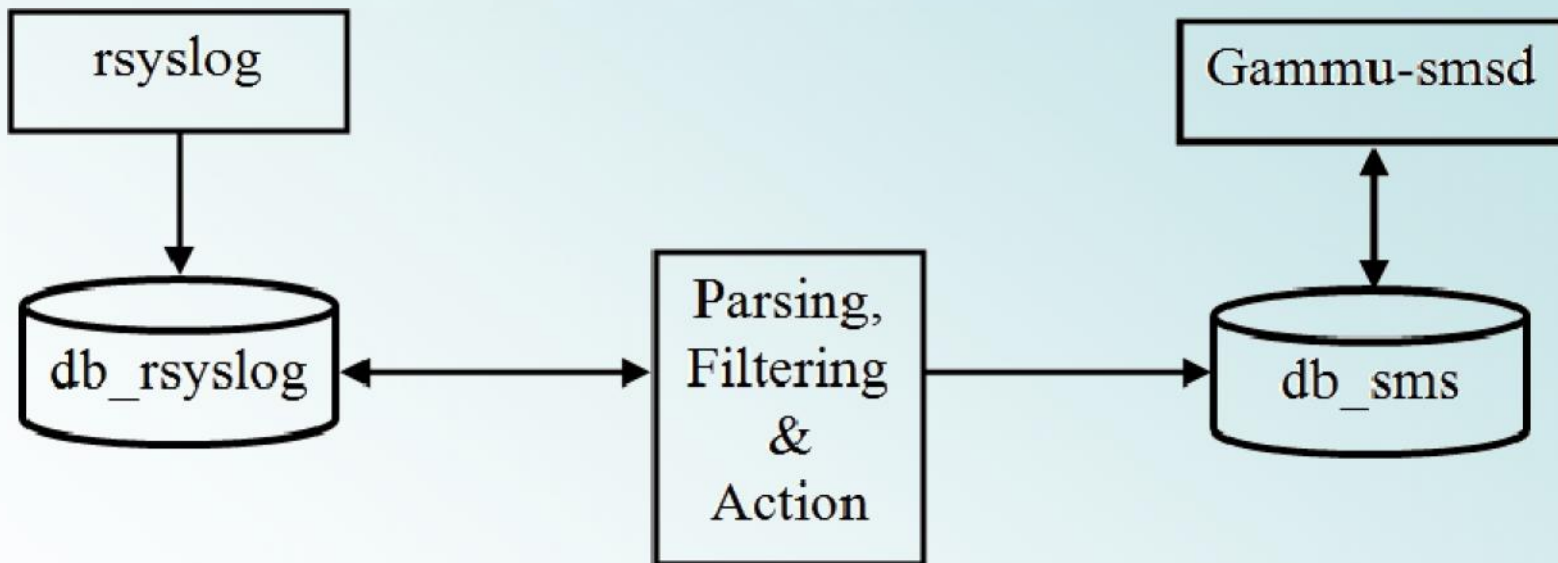 rsyslog
Gammu-smsd
db_rsyslog
Parsing,
Filtering
&
Action
db_sms